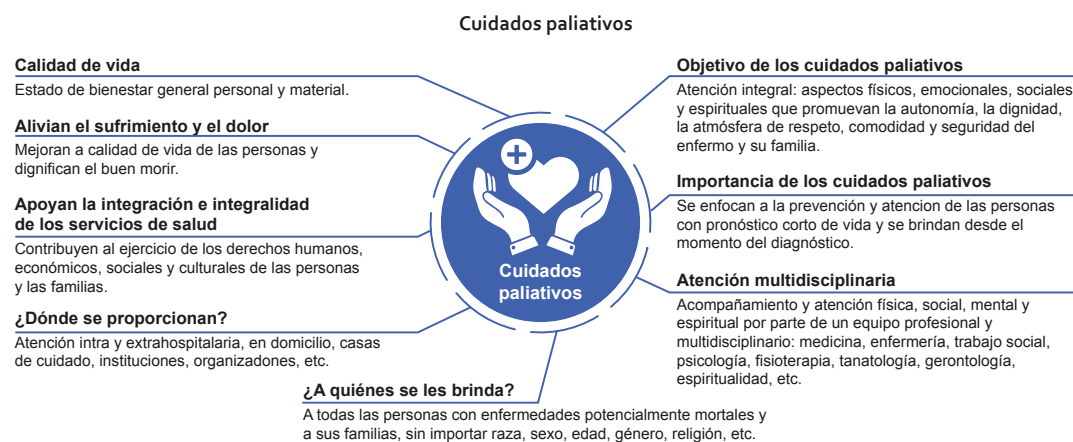 Cuidados paliativos
Calidad de vida
Estado de bienestar general personal y material.
Alivian el sufrimiento y el dolor
Mejoran a calidad de vida de las personas y
dignifican el buen morir.
Apoyan la integración e integralidad
de los servicios de salud
Contribuyen al ejercicio de los derechos humanos,
económicos, sociales y culturales de las personas
y las familias.
¿Dónde se proporcionan?
Atención intra y extrahospitalaria, en domicilio, casas
de cuidado, instituciones, organizadones, etc.
¿A quiénes se les brinda?
A todas las personas con enfermedades potencialmente mortales y
a sus familias, sin importar raza, sexo, edad, género, religión, etc.
Cuidados
paliativos
Objetivo de los cuidados paliativos
Atención integral: aspectos físicos, emocionales, sociales
y espirituales que promuevan la autonomía, la dignidad,
la atmósfera de respeto, comodidad y seguridad del
enfermo y su familia.
Importancia de los cuidados paliativos
Se enfocan a la prevención y atencion de las personas
con pronóstico corto de vida y se brindan desde el
momento del diagnóstico.
Atención multidisciplinaria
Acompañamiento y atención física, social, mental y
espiritual por parte de un equipo profesional y
multidisciplinario: medicina, enfermería, trabajo social,
psicología, fisioterapia, tanatología, gerontología,
espiritualidad, etc.